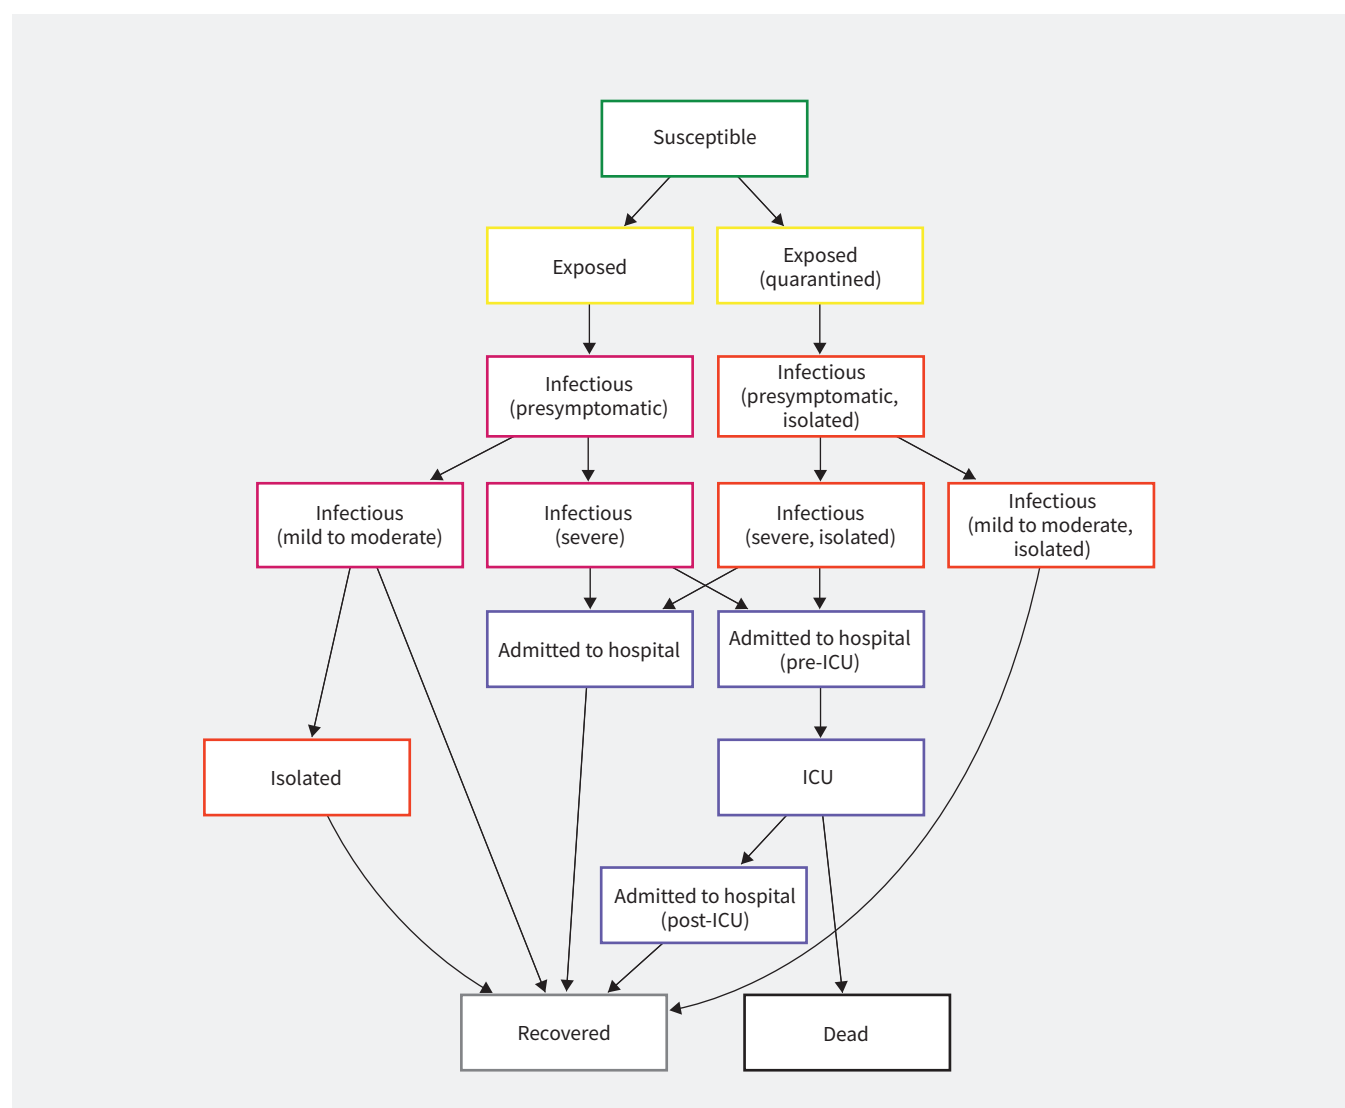 Susceptible
Exposed
Exposed
(quarantined)
Infectious
(presymptomatic)
Infectious
(presymptomatic,
isolated)
Infectious
(mild to moderate)
Infectious
(severe)
Infectious
(severe, isolated)
Infectious
(mild to moderate,
isolated)
Admitted to hospital
Admitted to hospital
(pre-ICU)
Isolated
ICU
Admitted to hospital
(post-ICU)
Recovered
Dead